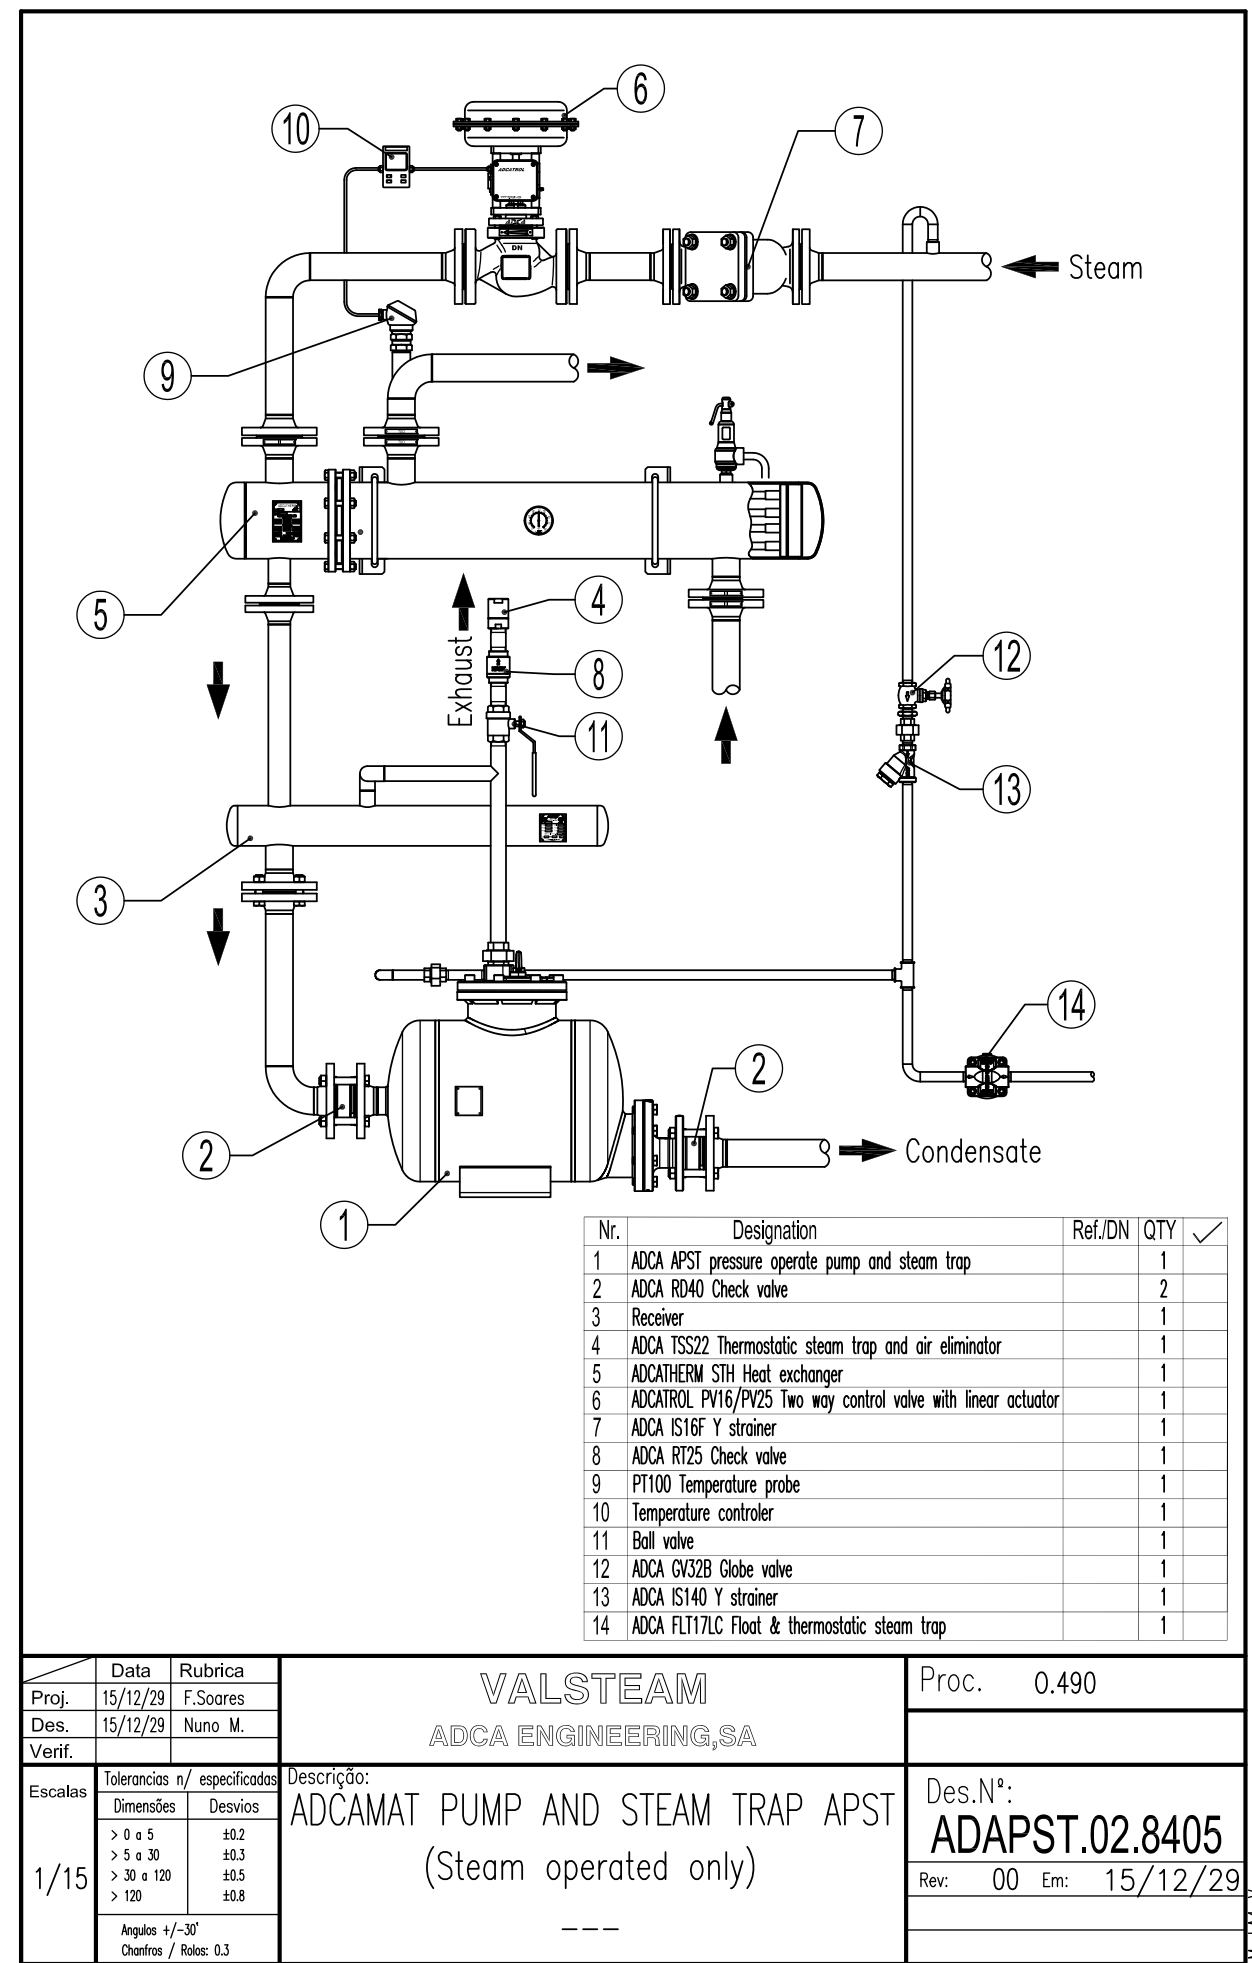 6
10
7
ADCATROL
ADCA
DN
Steam
9
5
4
Exhaust
8
12
11
13
3
14
2
2
Condensate
1
Nr. Designation Ref./DN QTY
1 ADCA APST pressure operate pump and steam trap 1
2 ADCA RD40 Check valve 2
3 Receiver 1
4 ADCA TSS22 Thermostatic steam trap and air eliminator 1
5 ADCATHERM STH Heat exchanger 1
6 ADCATROL PV16/PV25 Two way control valve with linear actuator 1
7 ADCA IS16F Y strainer 1
8 ADCA RT25 Check valve 1
9 PT100 Temperature probe 1
10 Temperature controler 1
11 Ball valve 1
12 ADCA GV32B Globe valve 1
13 ADCA IS140 Y strainer 1
14 ADCA FLT17LC Float & thermostatic steam trap 1
Data Rubrica
Proj. 15/12/29 F.Soares
Des. 15/12/29 Nuno M.
Verif.
VALSTEAM
ADCA ENGINEERING,SA
Proc. 0.490
Escalas
1/15
Tolerancias n/ especificadas
Dimensões Desvios
> 0 a 5 ±0.2
> 5 a 30 ±0.3
> 30 a 120 ±0.5
> 120 ±0.8
Angulos +/-30'
Chanfros / Rolos: 0.3
Descrição:
ADCAMAT PUMP AND STEAM TRAP APST
(Steam operated only)
---
Des.Nº:
ADAPST.02.8405
Rev: 00 Em: 15/12/29